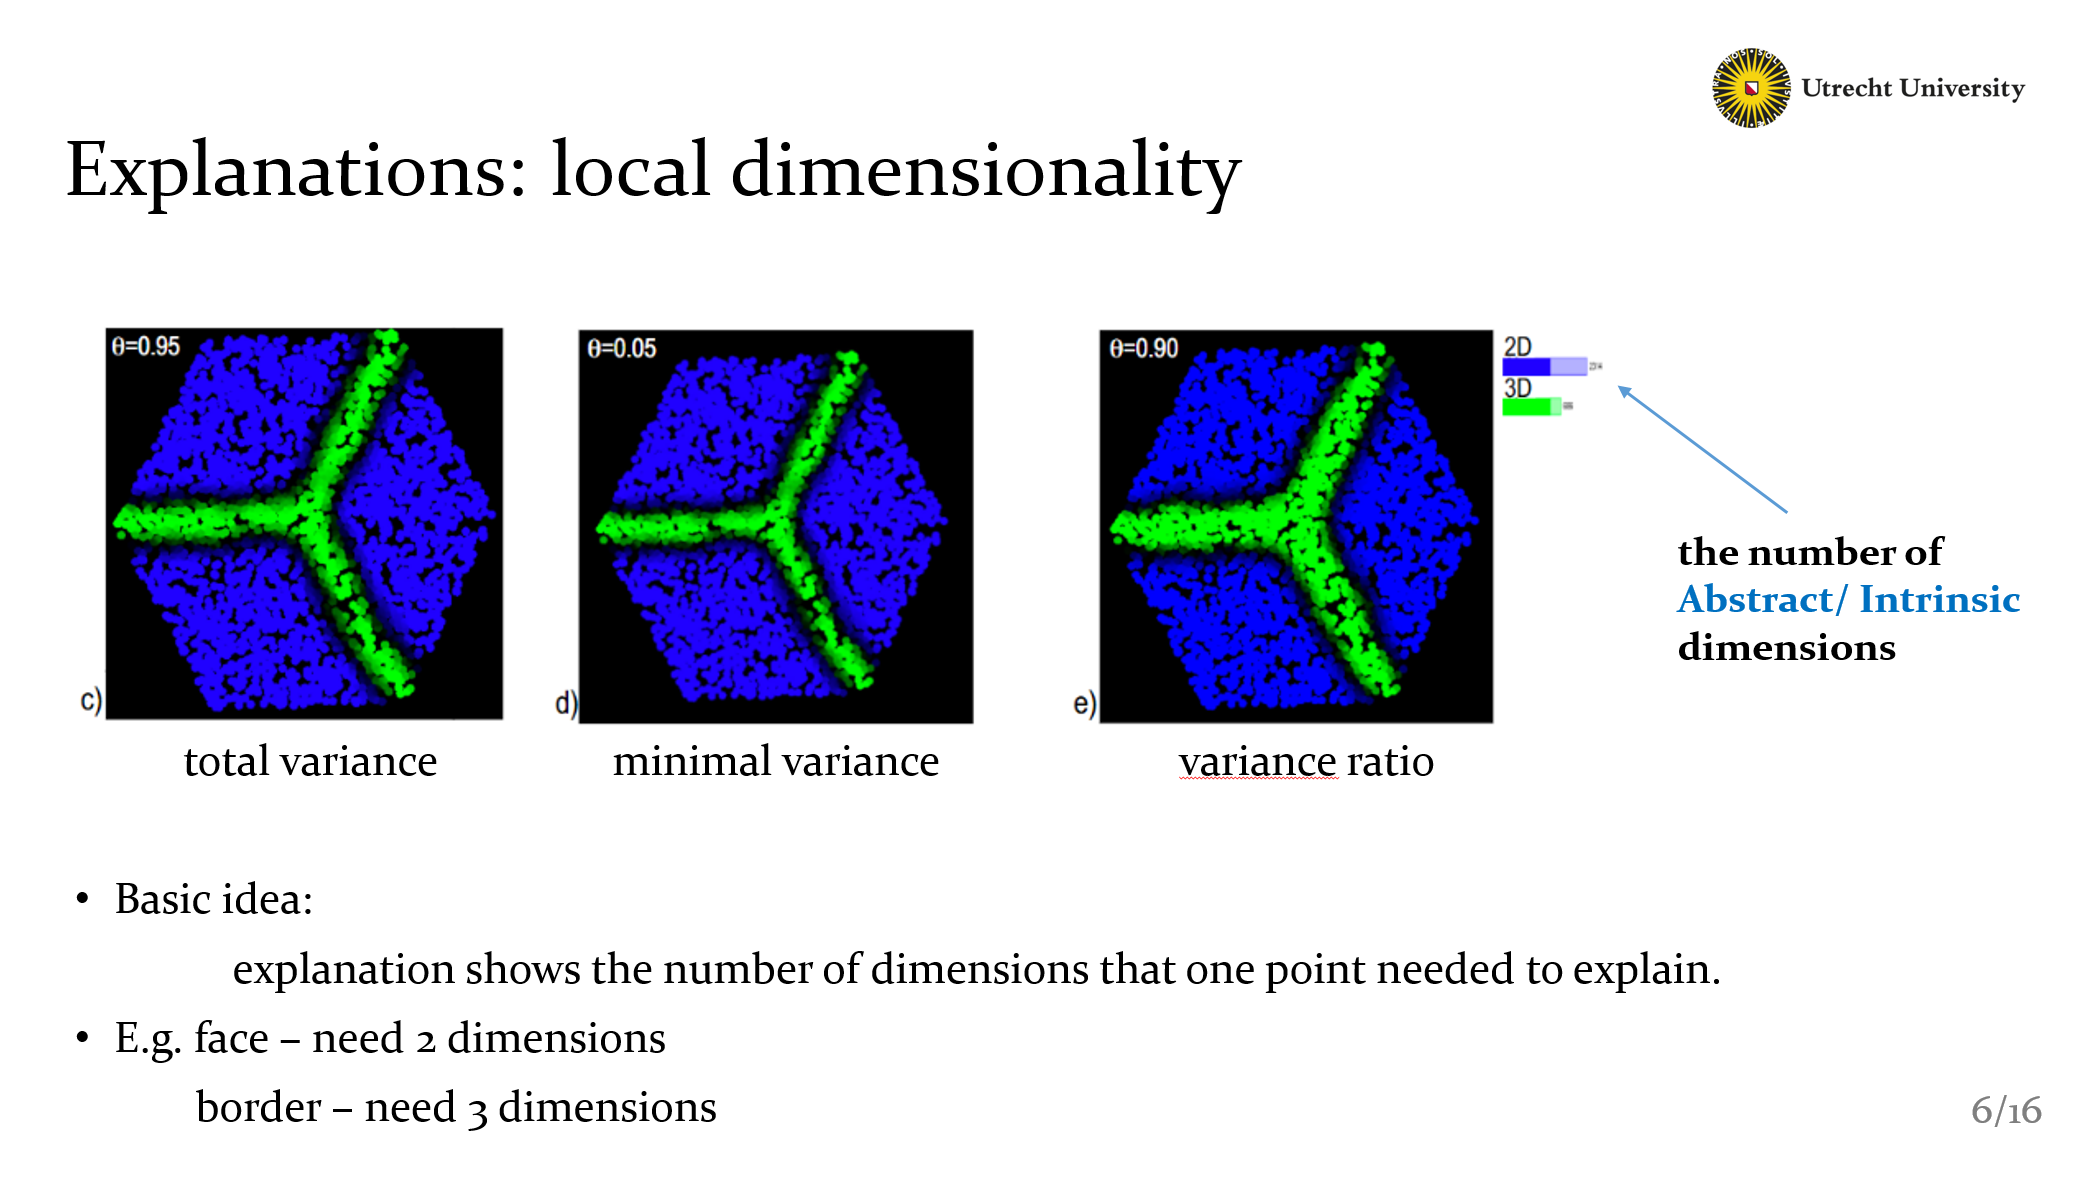 Utrecht University
Explanations: local dimensionality
θ=0.95
θ=0.05
θ=0.90
2D
3D
the number of
Abstract/ Intrinsic
dimensions
c)
d)
e)
total variance
minimal variance
variance ratio
• Basic idea:
explanation shows the number of dimensions that one point needed to explain.
• E.g. face – need 2 dimensions
border – need 3 dimensions
6/16